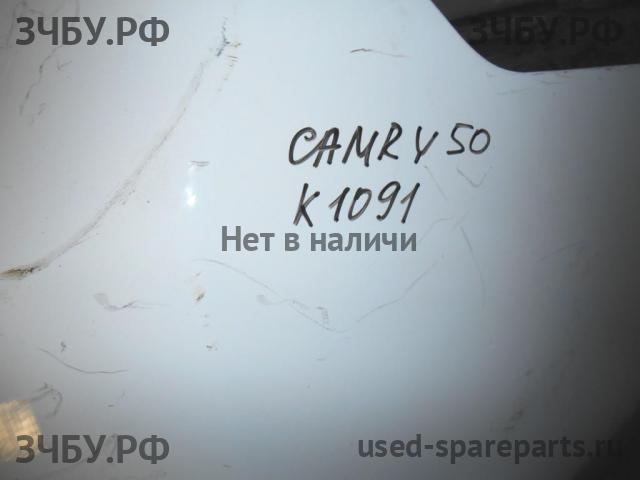 ЗЧБУ.РФ ЗЧБУ.РФ
CAMRY 50
K1091
Нет в наличи
ЗЧБУ.РФ used-spareparts.ru